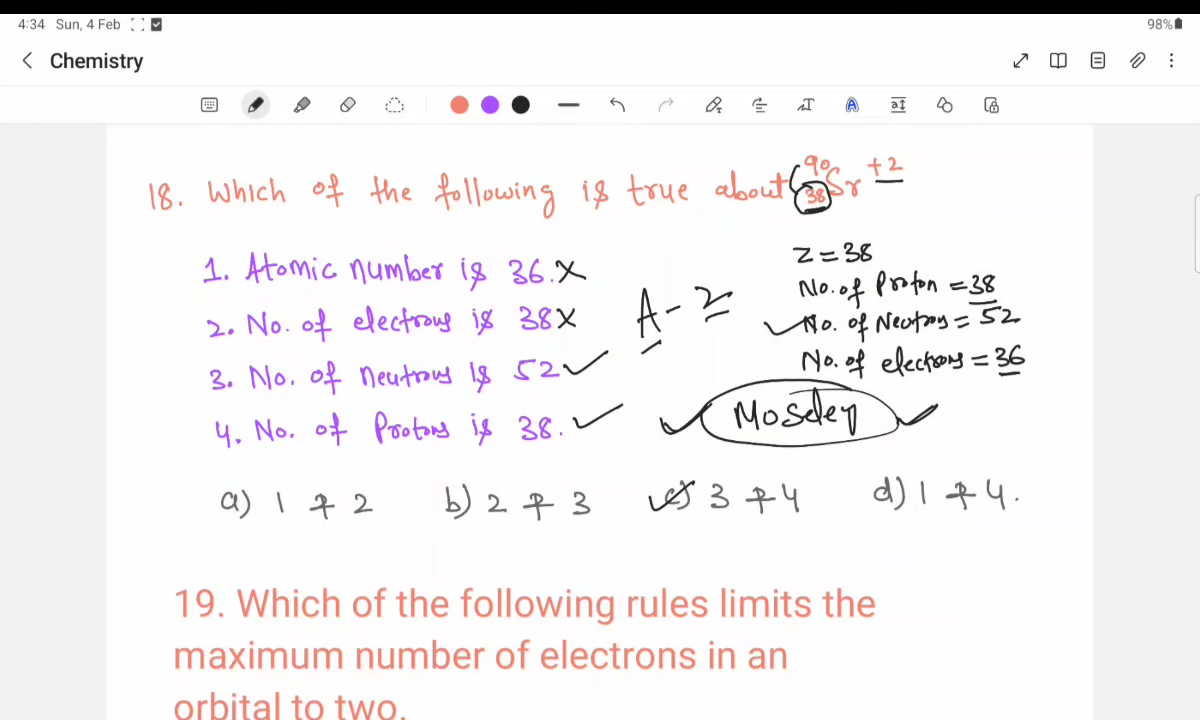 4:34 Sun, 4 Feb 98%
Chemistry
18. Which of the following is true about 90 38 Sr +2
1. Atomic number is 36. X
2. No. of electrons is 38 X
3. No. of neutrons is 52 ✓
4. No. of Protons is 38. ✓
A-Z
Z=38
No. of Proton = 38
No. of Neutrons = 52
No. of electrons = 36
Moseley
a) 1 & 2 b) 2 & 3 c) 3 & 4 d) 1 & 4.
19. Which of the following rules limits the
maximum number of electrons in an
orbital to two.